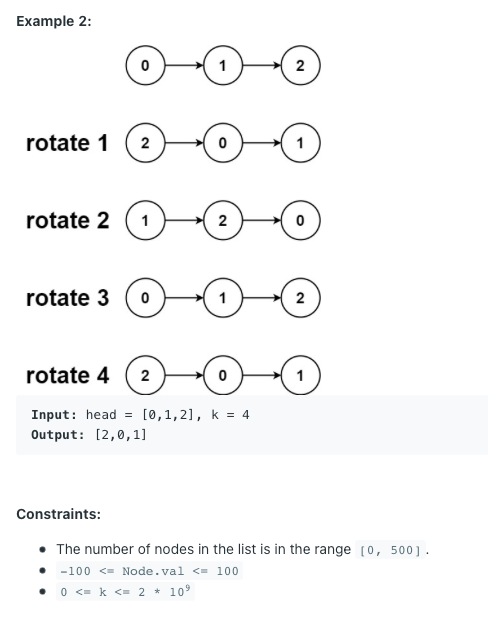 Example 2:
0 1 2
rotate 1 2 0 1
rotate 2 1 2 0
rotate 3 0 1 2
rotate 4 2 0 1
Input: head = [0,1,2], k = 4
Output: [2,0,1]
Constraints:
• The number of nodes in the list is in the range [0, 500].
• -100 <= Node.val <= 100
• 0 <= k <= 2 * 10⁹